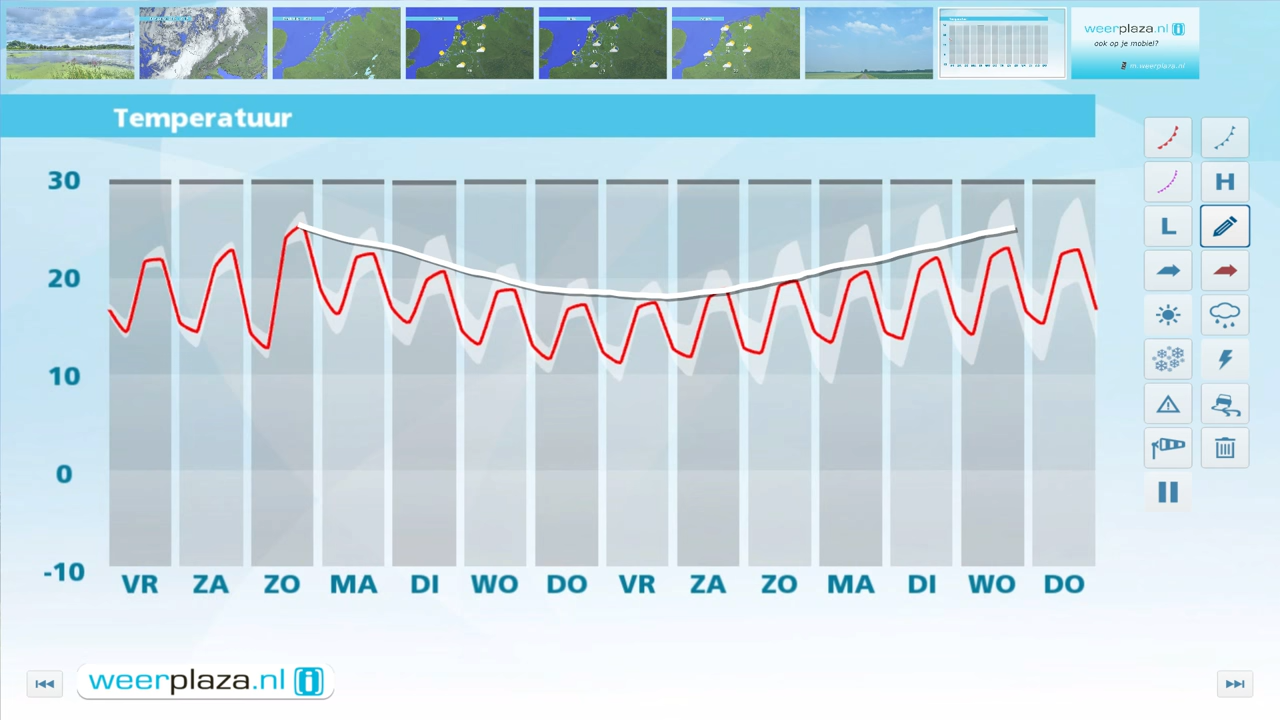 weerplaza.nl i
ook op je mobiel?
m.weerplaza.nl
Temperatuur
30
20
10
0
-10
H
L
VR ZA ZO MA DI WO DO VR ZA ZO MA DI WO DO
weerplaza.nl i